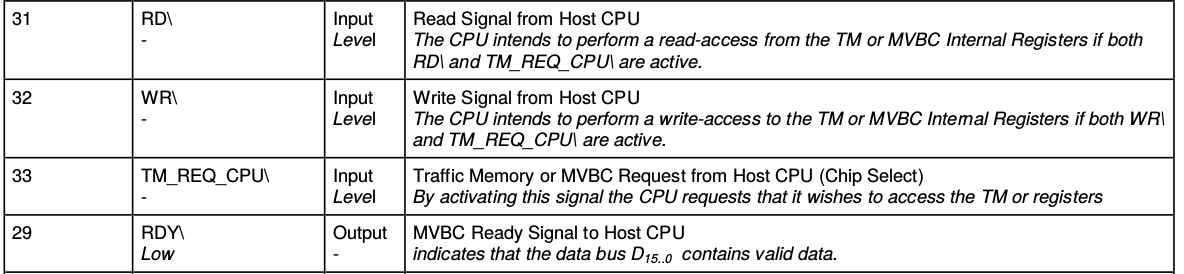 31 RD\ Input Read Signal from Host CPU
- Level The CPU intends to perform a read-access from the TM or MVBC Internal Registers if both
RD\ and TM_REQ_CPU\ are active.
32 WR\ Input Write Signal from Host CPU
- Level The CPU intends to perform a write-access to the TM or MVBC Internal Registers if both WR\
and TM_REQ_CPU\ are active.
33 TM_REQ_CPU\ Input Traffic Memory or MVBC Request from Host CPU (Chip Select)
- Level By activating this signal the CPU requests that it wishes to access the TM or registers
29 RDY\ Output MVBC Ready Signal to Host CPU
Low - indicates that the data bus D15..0 contains valid data.